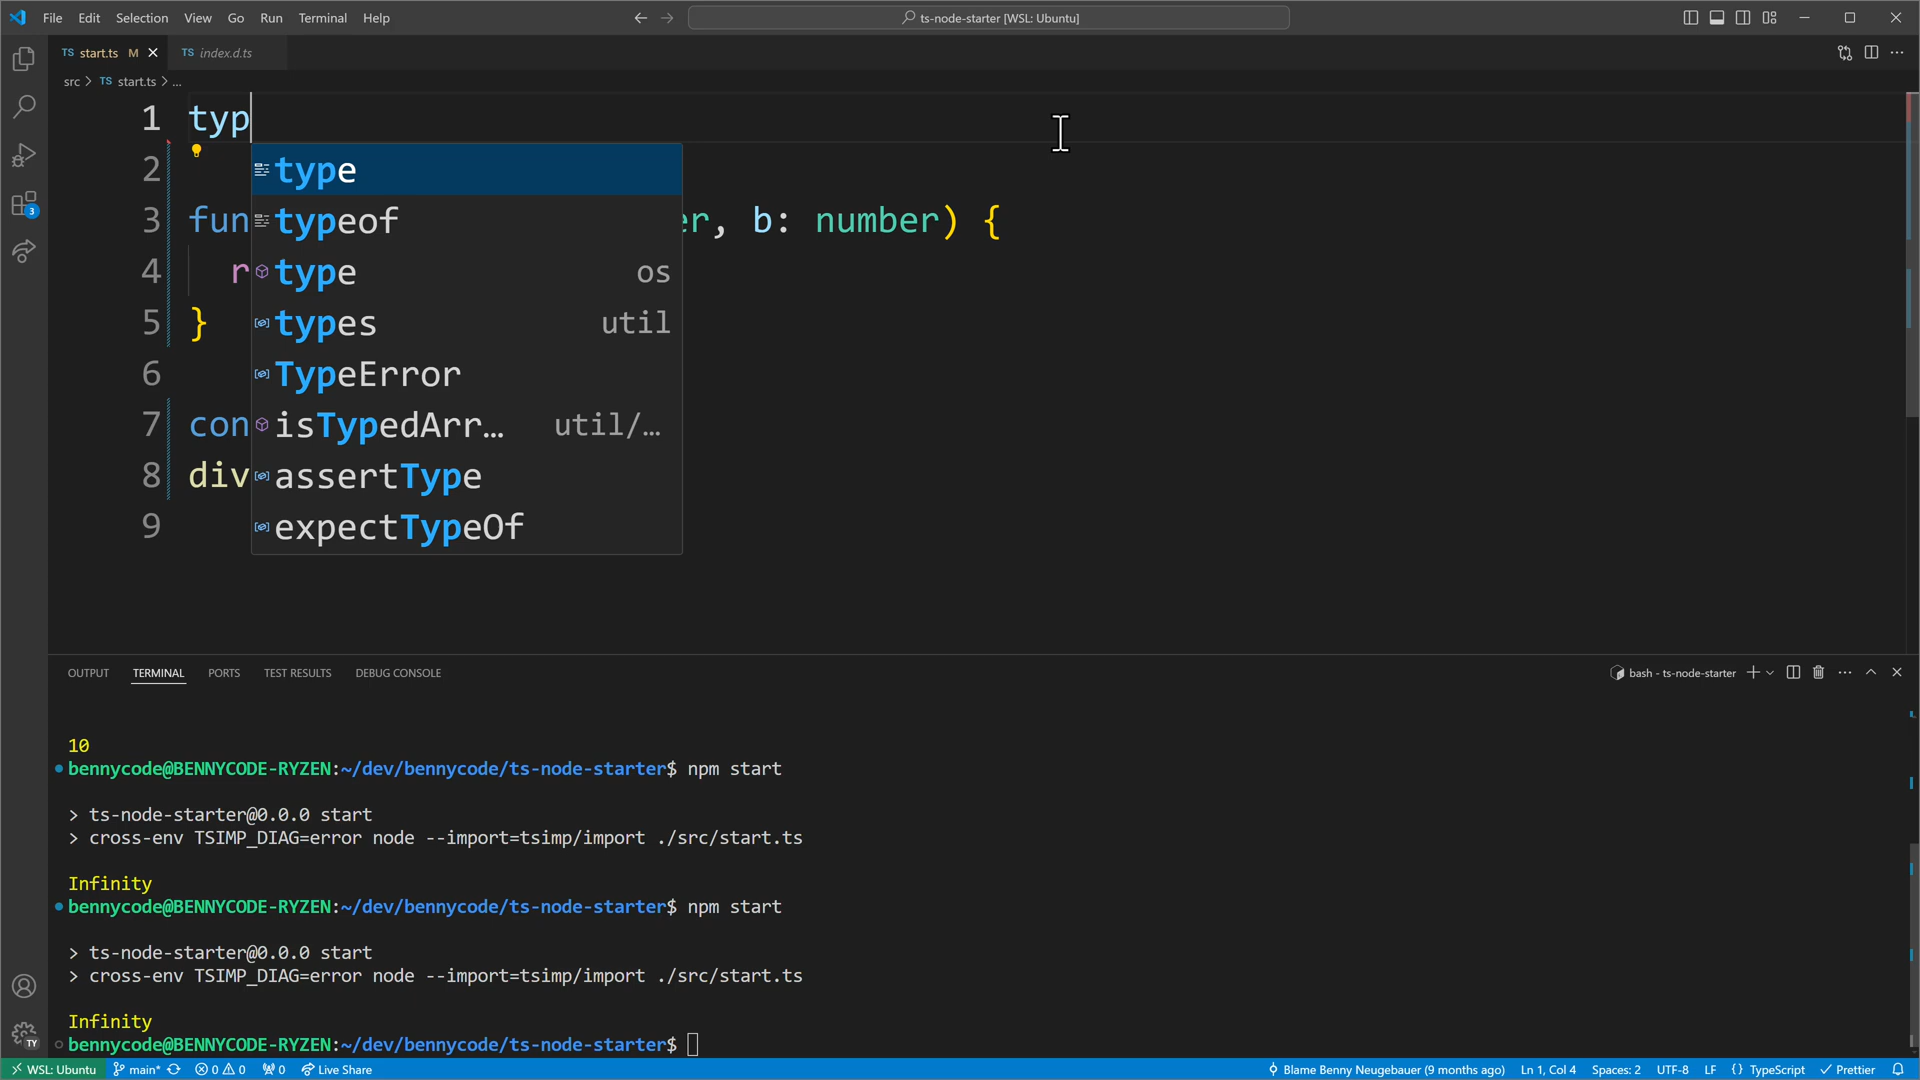 File Edit Selection View Go Run Terminal Help ts-node-starter [WSL: Ubuntu]
TS start.ts M TS index.d.ts
src > TS start.ts > ...
1 typ
2
3 fun er, b: number) {
4 r
5 }
6
7 con
8 div
9
type
typeof
type os
types util
TypeError
isTypedArr... util/...
assertType
expectTypeOf
OUTPUT TERMINAL PORTS TEST RESULTS DEBUG CONSOLE bash - ts-node-starter
10
bennycode@BENNYCODE-RYZEN:~/dev/bennycode/ts-node-starter$ npm start
> ts-node-starter@0.0.0 start
> cross-env TSIMP_DIAG=error node --import=tsimp/import ./src/start.ts
Infinity
bennycode@BENNYCODE-RYZEN:~/dev/bennycode/ts-node-starter$ npm start
> ts-node-starter@0.0.0 start
> cross-env TSIMP_DIAG=error node --import=tsimp/import ./src/start.ts
Infinity
bennycode@BENNYCODE-RYZEN:~/dev/bennycode/ts-node-starter$
3
TY
WSL: Ubuntu main* 0 0 0 Live Share Blame Benny Neugebauer (9 months ago) Ln 1, Col 4 Spaces: 2 UTF-8 LF {} TypeScript Prettier